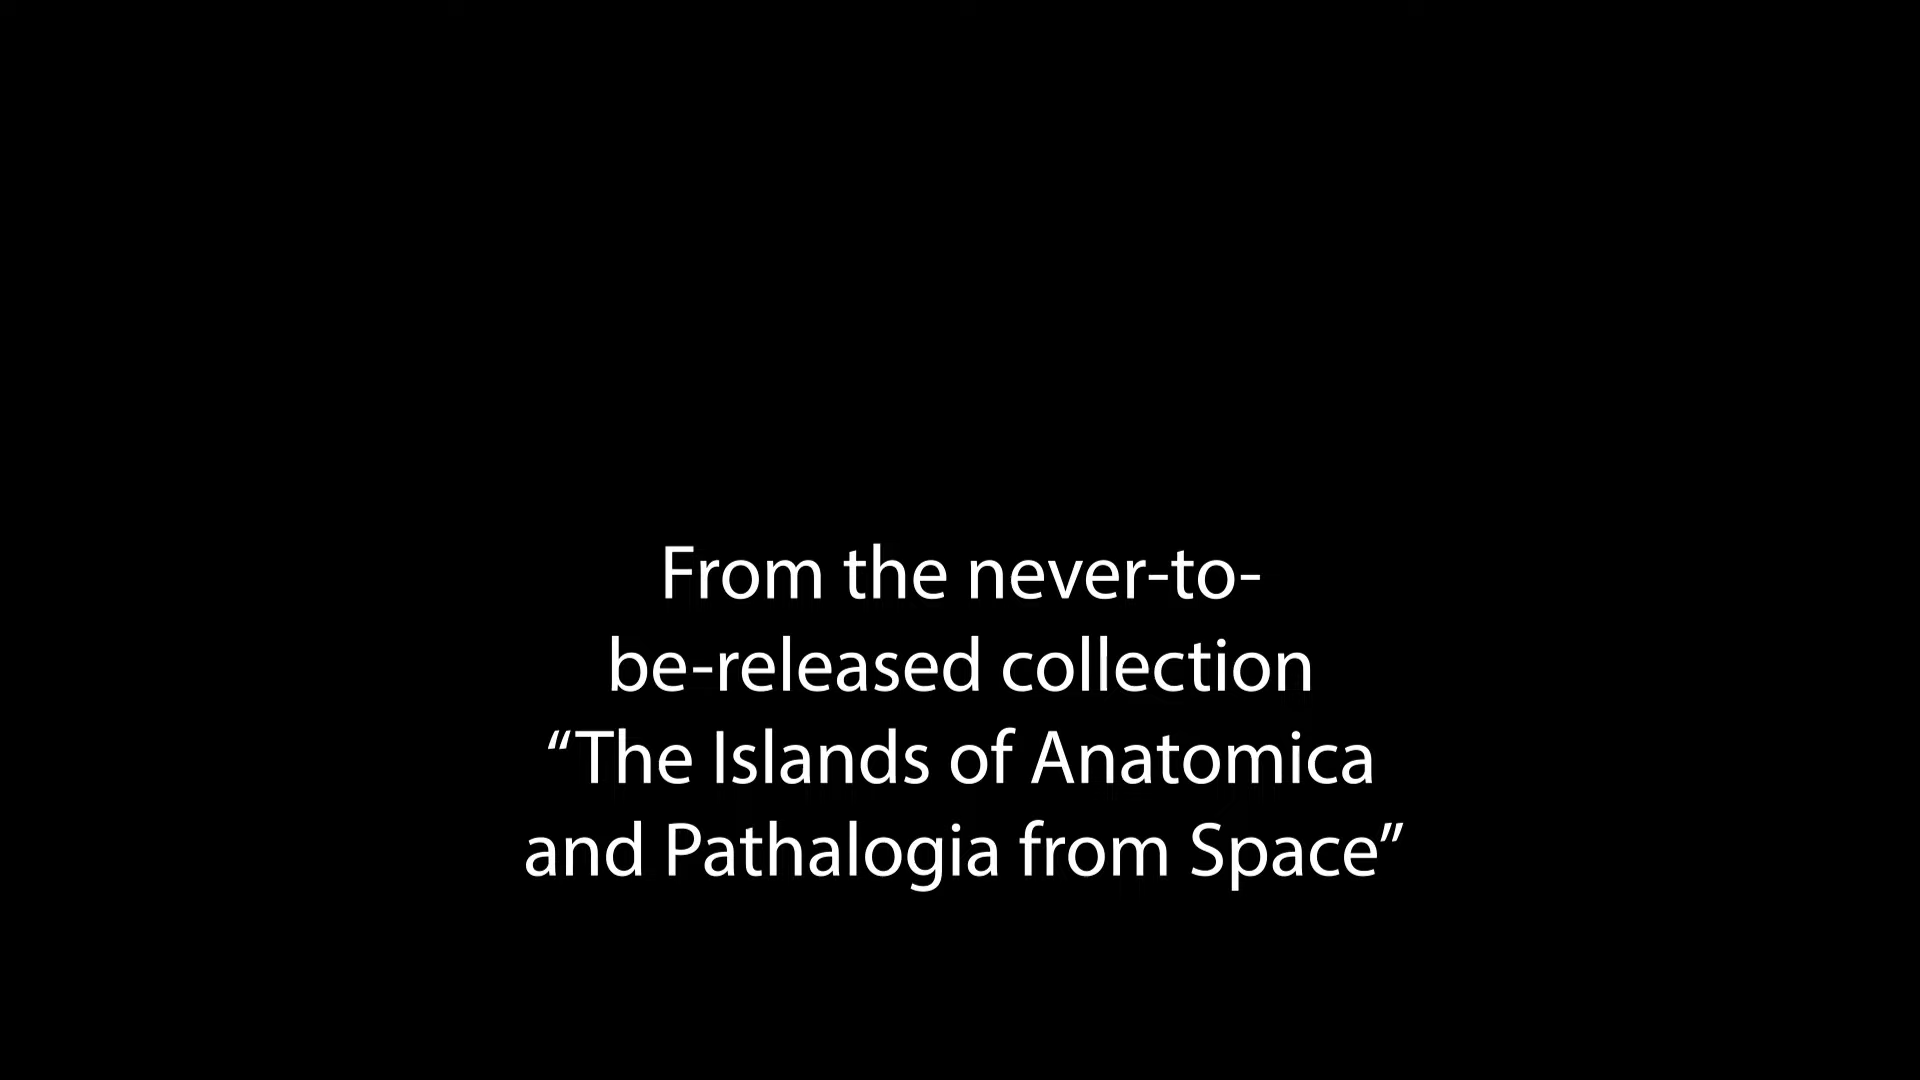 From the never-to-
be-released collection
“The Islands of Anatomica
and Pathalogia from Space”